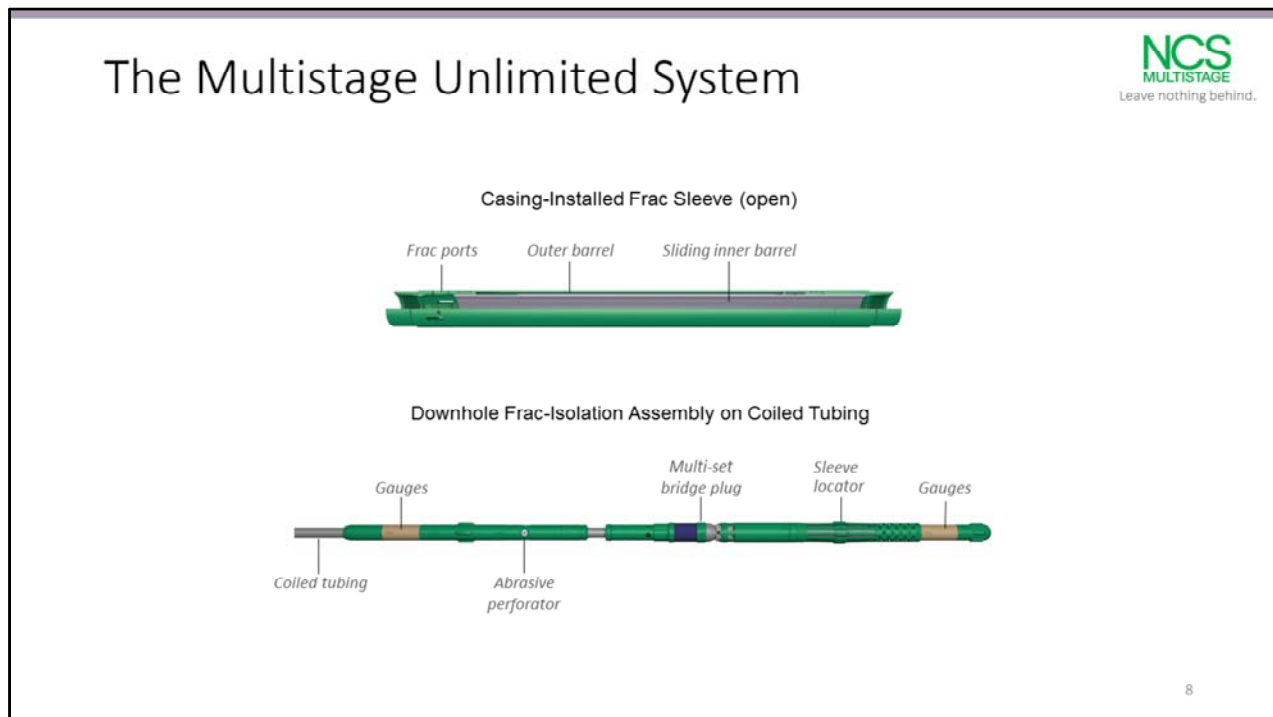 The Multistage Unlimited System
NCS
MULTISTAGE
Leave nothing behind.
Casing-Installed Frac Sleeve (open)
Frac ports
Outer barrel
Sliding inner barrel
Downhole Frac-Isolation Assembly on Coiled Tubing
Gauges
Multi-set
bridge plug
Sleeve
locator
Gauges
Coiled tubing
Abrasive
perforator
8